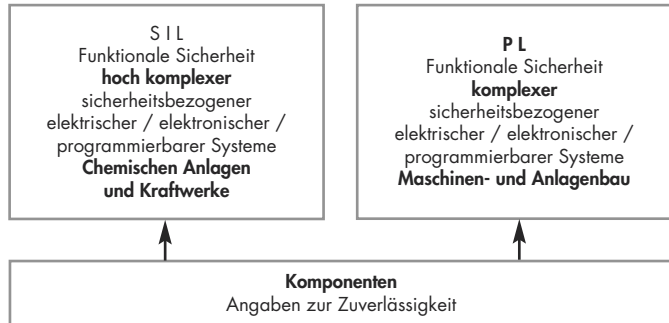 S I L
Funktionale Sicherheit
hoch komplexer
sicherheitsbezogener
elektrischer / elektronischer /
programmierbarer Systeme
Chemischen Anlagen
und Kraftwerke
P L
Funktionale Sicherheit
komplexer
sicherheitsbezogener
elektrischer / elektronischer /
programmierbarer Systeme
Maschinen- und Anlagenbau
Komponenten
Angaben zur Zuverlässigkeit